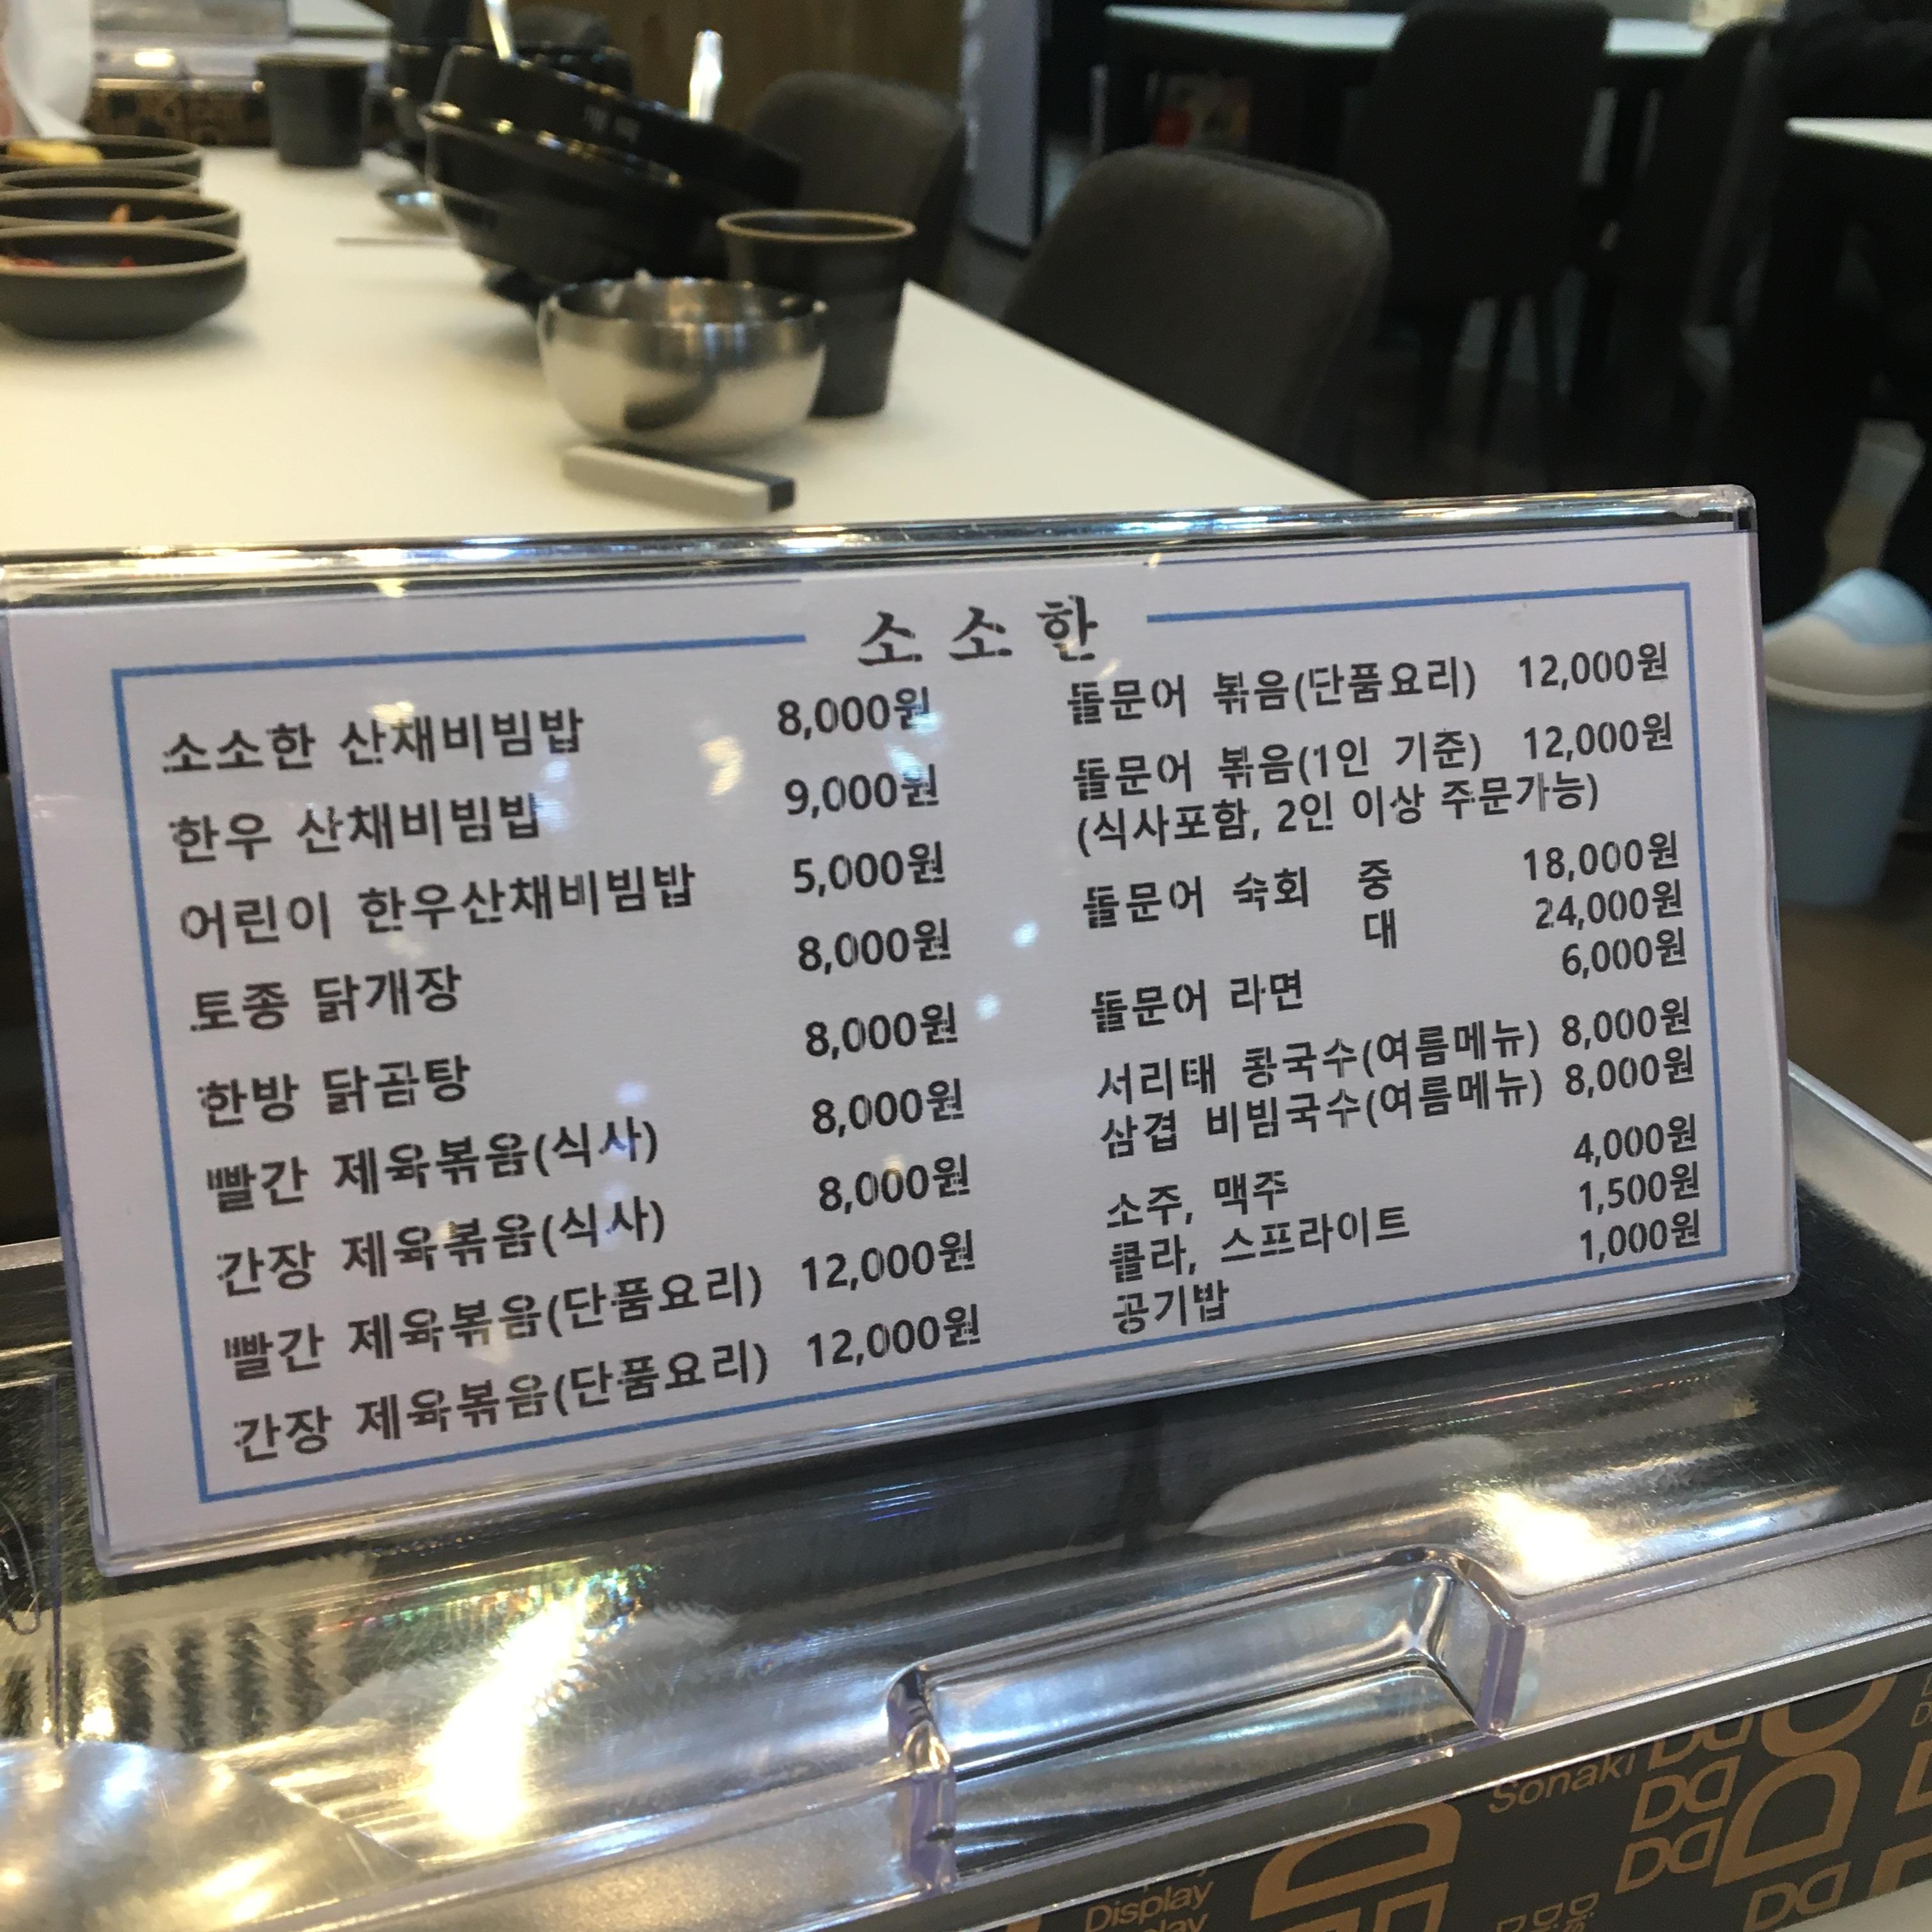 소소한
소소한 산채비빔밥 8,000원
한우 산채비빔밥 9,000원
어린이 한우산채비빔밥 5,000원
토종 닭개장 8,000원
한방 닭곰탕 8,000원
빨간 제육볶음(식사) 8,000원
간장 제육볶음(식사) 8,000원
빨간 제육볶음(단품요리) 12,000원
간장 제육볶음(단품요리) 12,000원
돌문어 볶음(단품요리) 12,000원
돌문어 볶음(1인 기준) 12,000원
(식사포함, 2인 이상 주문가능)
돌문어 숙회 중 18,000원
대 24,000원
돌문어 라면 6,000원
서리태 콩국수(여름메뉴) 8,000원
삼겹 비빔국수(여름메뉴) 8,000원
소주, 맥주 4,000원
콜라, 스프라이트 1,500원
공기밥 1,000원
Sonaki
Display